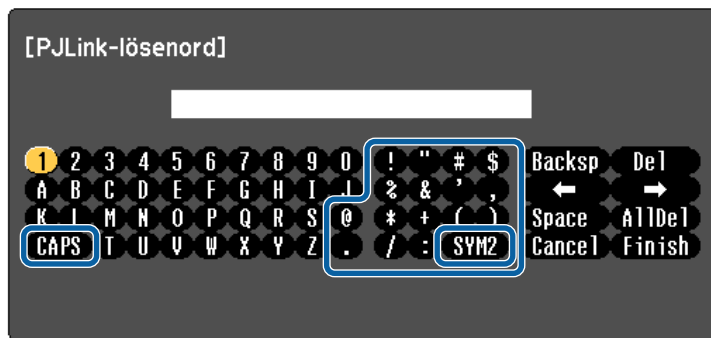 [PJLink-lösenord]
1 2 3 4 5 6 7 8 9 0 ! " # $ Backsp Del
A B C D E F G H I J % & ' , ← →
K L M N O P Q R S @ * + ( ) Space AllDel
CAPS T U V W X Y Z . / : SYM2 Cancel Finish